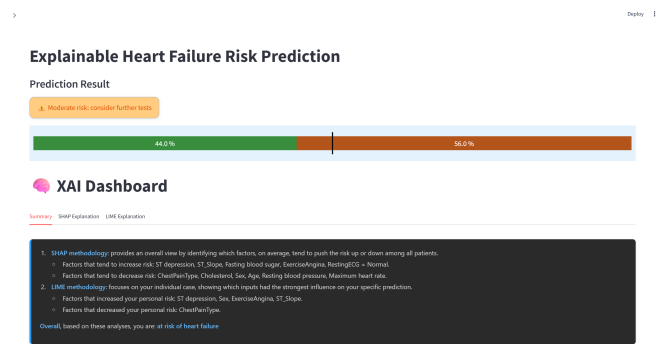 Deploy
Explainable Heart Failure Risk Prediction
Prediction Result
Moderate risk: consider further tests
44.0 % 56.0 %
XAI Dashboard
Summary SHAP Explanation LIME Explanation
1. SHAP methodology: provides an overall view by identifying which factors, on average, tend to push the risk up or down among all patients.
Factors that tend to increase risk: ST depression, ST_Slope, Fasting blood sugar, ExerciseAngina, RestingECG = Normal.
Factors that tend to decrease risk: ChestPainType, Cholesterol, Sex, Age, Resting blood pressure, Maximum heart rate.
2. LIME methodology: focuses on your individual case, showing which inputs had the strongest influence on your specific prediction.
Factors that increased your personal risk: ST depression, Sex, ExerciseAngina, ST_Slope.
Factors that decreased your personal risk: ChestPainType.
Overall, based on these analyses, you are: at risk of heart failure